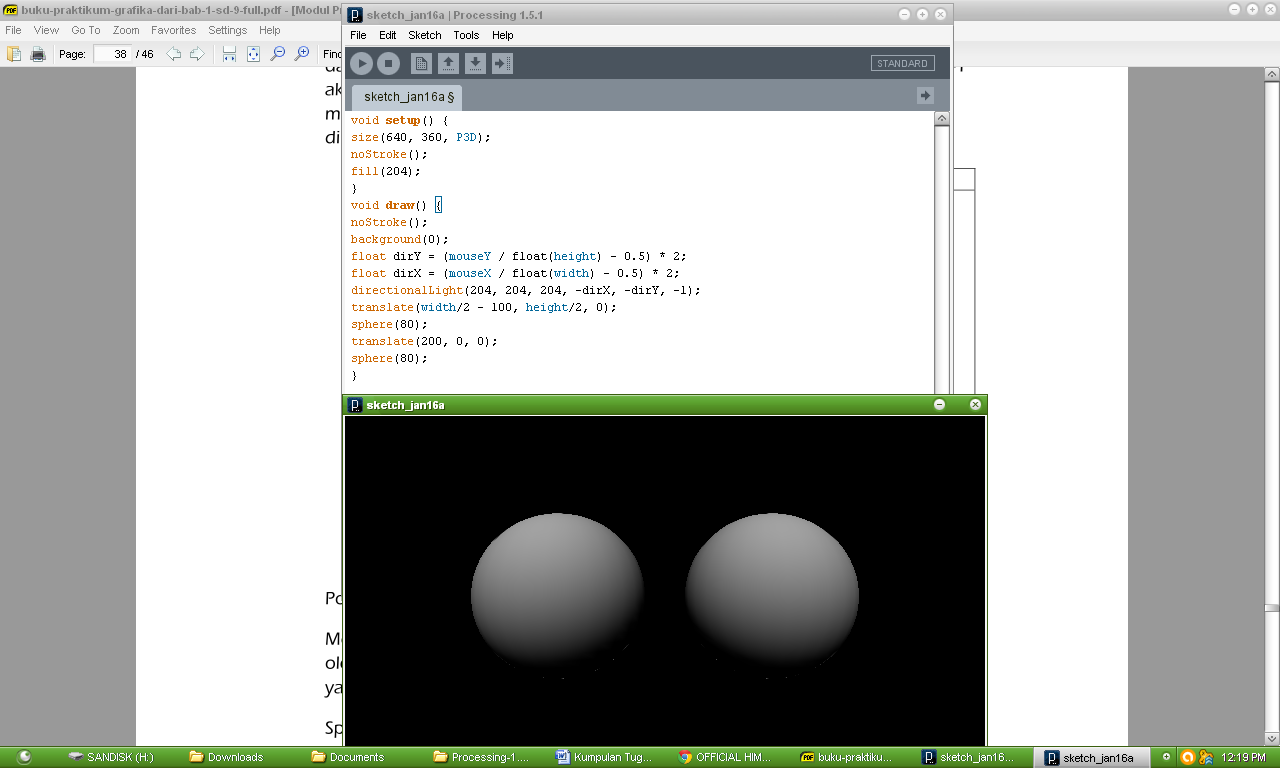 buku-praktikum-grafika-dari-bab-1-sd-9-full.pdf - [Modul P
File View Go To Zoom Favorites Settings Help
Page: 38 / 46
ak
m
di
sketch_jan16a | Processing 1.5.1
File Edit Sketch Tools Help
STANDARD
sketch_jan16a §
void setup() {
size(640, 360, P3D);
noStroke();
fill(204);
}
void draw() {
noStroke();
background(0);
float dirY = (mouseY / float(height) - 0.5) * 2;
float dirX = (mouseX / float(width) - 0.5) * 2;
directionalLight(204, 204, 204, -dirX, -dirY, -1);
translate(width/2 - 100, height/2, 0);
sphere(80);
translate(200, 0, 0);
sphere(80);
}
sketch_jan16a
Po
ya
Sp
SANDISK (H:) Downloads Documents Processing-1.... Kumpulan Tug... OFFICIAL HIM... buku-praktiku... sketch_jan16... sketch_jan16a 12:19 PM